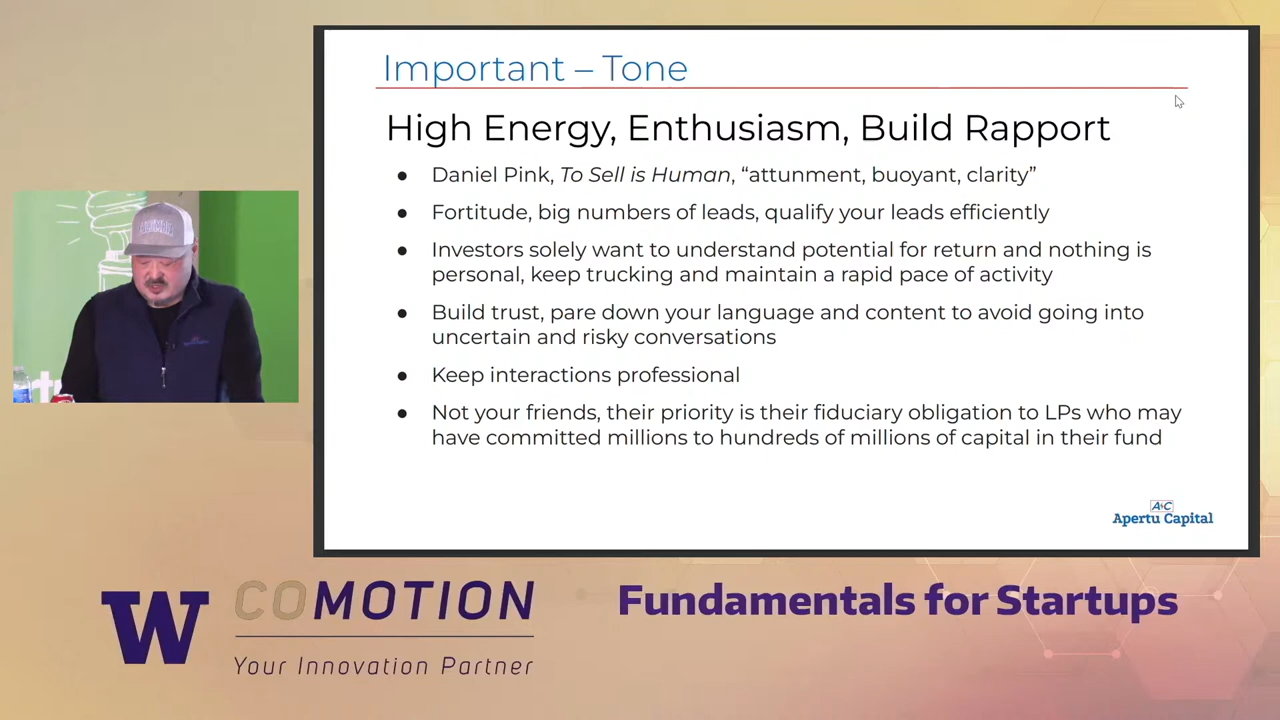 Important – Tone
High Energy, Enthusiasm, Build Rapport
● Daniel Pink, To Sell is Human, “attunment, buoyant, clarity”
● Fortitude, big numbers of leads, qualify your leads efficiently
● Investors solely want to understand potential for return and nothing is
personal, keep trucking and maintain a rapid pace of activity
● Build trust, pare down your language and content to avoid going into
uncertain and risky conversations
● Keep interactions professional
● Not your friends, their priority is their fiduciary obligation to LPs who may
have committed millions to hundreds of millions of capital in their fund
A&C
Apertu Capital
W
COMOTION
Your Innovation Partner
Fundamentals for Startups